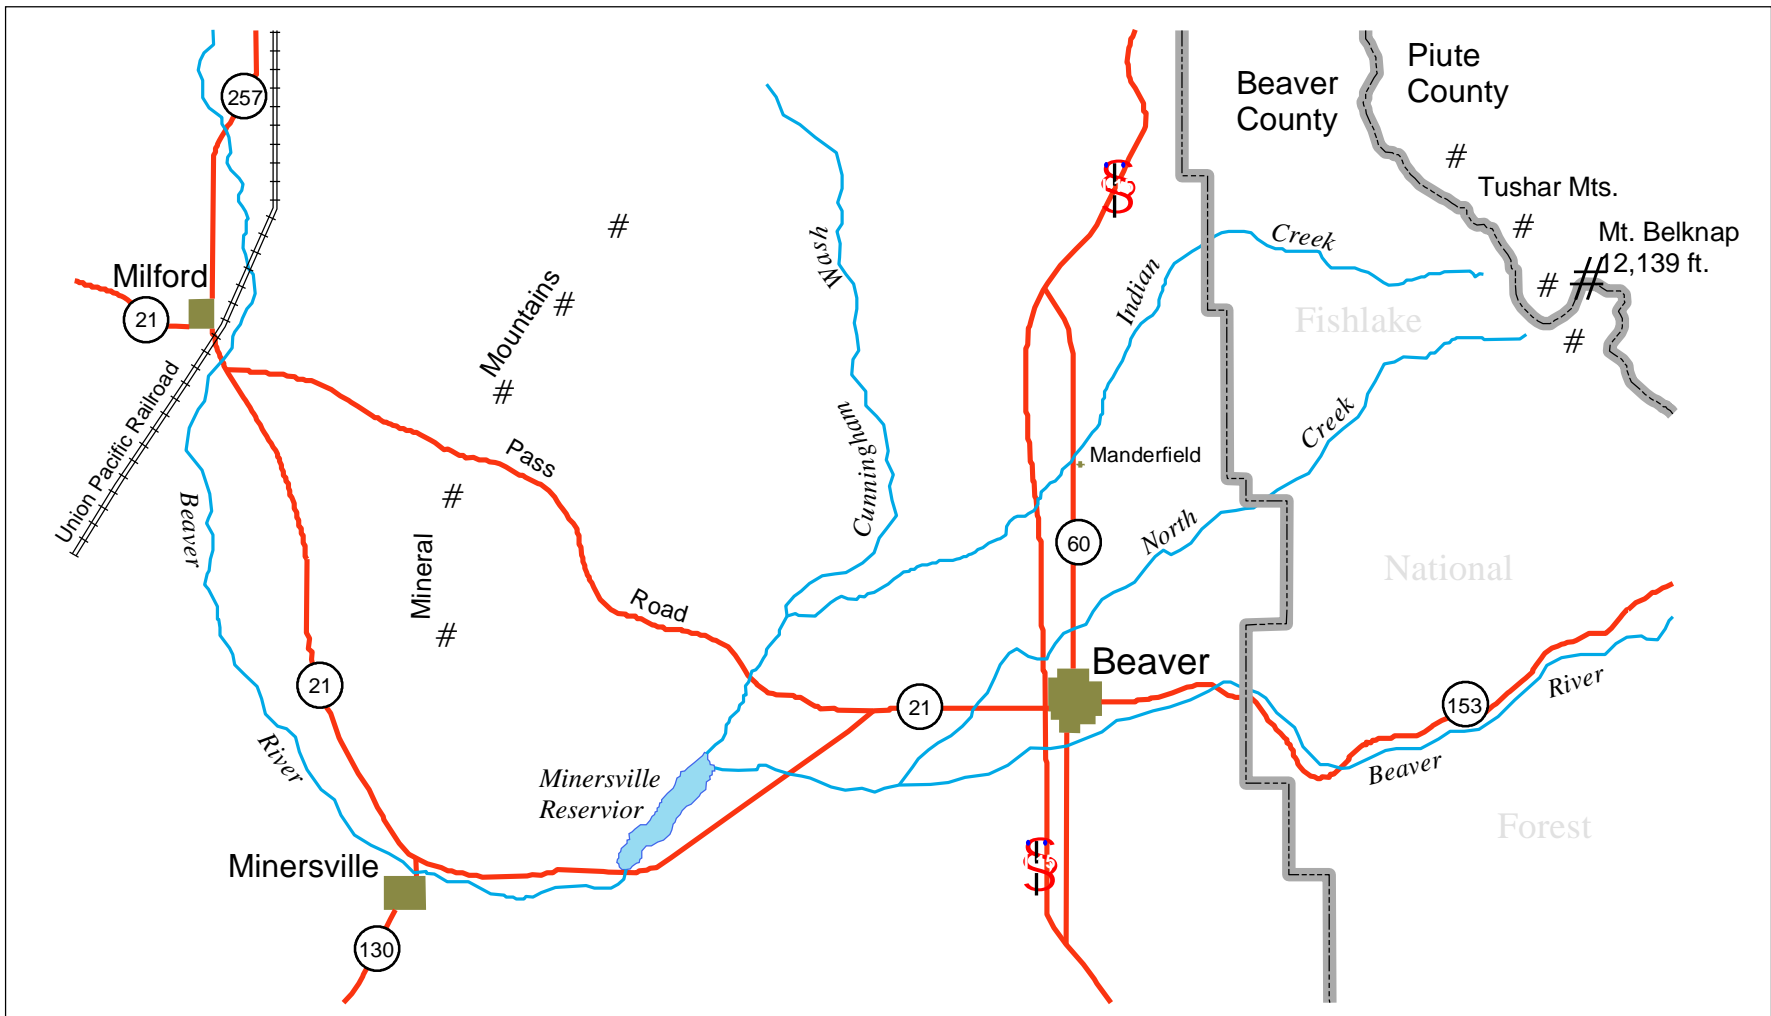 257
Beaver
County
Piute
County
Tushar Mts.
Mt. Belknap
12,139 ft.
Milford
21
Mountains
Wash
Indian
Creek
Fishlake
Union Pacific Railroad
Pass
Cunningham
Creek
Manderfield
Beaver
Mineral
60
North
National
Road
Beaver
21
21
153
River
River
Beaver
Minersville
Reservior
Forest
Minersville
130